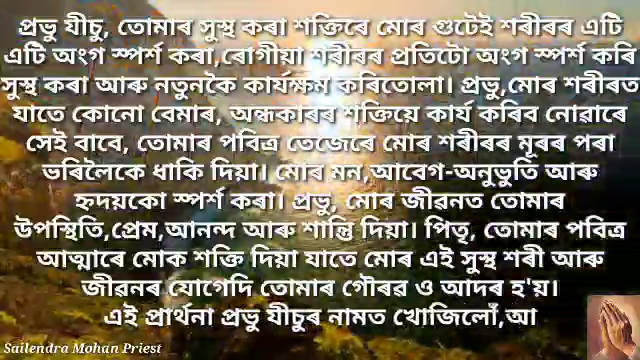 প্ৰভু যীচু, তোমাৰ সুস্থ কৰা শক্তিৰে মোৰ গুটেই শৰীৰৰ এটি
এটি অংগ স্পৰ্শ কৰা,ৰোগীয়া শৰীৰৰ প্ৰতিটো অংগ স্পৰ্শ কৰি
সুস্থ কৰা আৰু নতুনকৈ কাৰ্যক্ষম কৰিতোলা। প্ৰভু,মোৰ শৰীৰত
যাতে কোনো বেমাৰ, অন্ধকাৰৰ শক্তিয়ে কাৰ্য কৰিব নোৱাৰে
সেই বাবে, তোমাৰ পবিত্ৰ তেজেৰে মোৰ শৰীৰৰ মূৰৰ পৰা
ভৰিলৈকে ধাকি দিয়া। মোৰ মন,আবেগ-অনুভুতি আৰু
হৃদয়কো স্পৰ্শ কৰা। প্ৰভু, মোৰ জীৱনত তোমাৰ
উপস্থিতি,প্ৰেম,আনন্দ আৰু শান্তি দিয়া। পিতৃ, তোমাৰ পবিত্ৰ
আত্মাৰে মোক শক্তি দিয়া যাতে মোৰ এই সুস্থ শৰী আৰু
জীৱনৰ যোগেদি তোমাৰ গৌৰৱ ও আদৰ হ'য়।
এই প্ৰাৰ্থনা প্ৰভু যীচুৰ নামত খোজিলোঁ,আ
Sailendra Mohan Priest